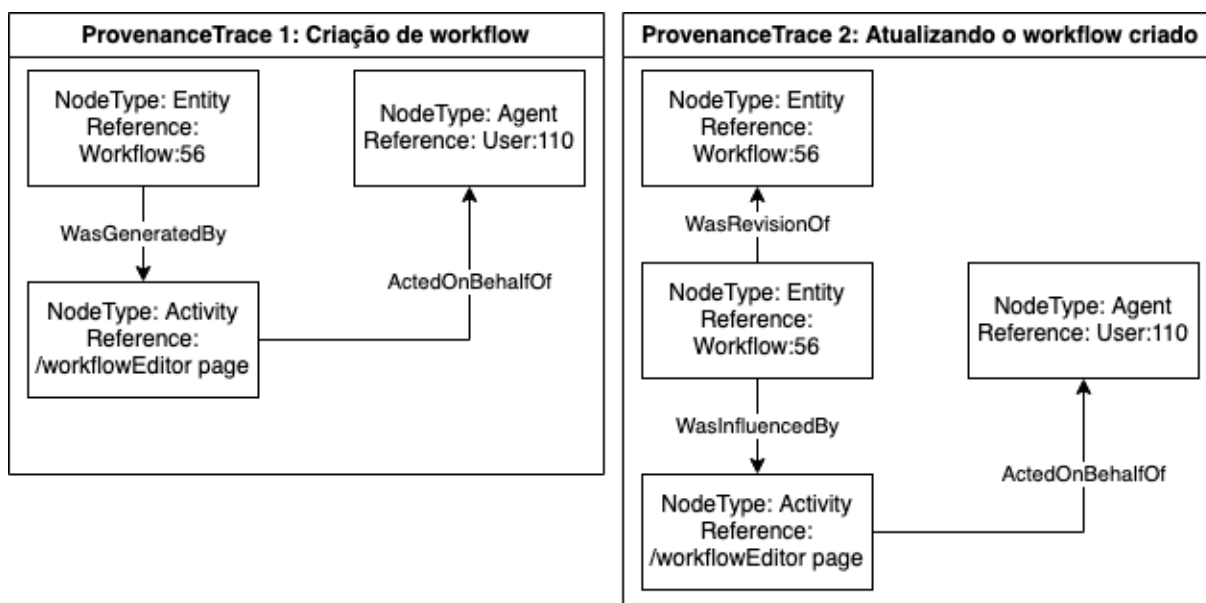 ProvenanceTrace 1: Criação de workflow
NodeType: Entity
Reference:
Workflow:56
NodeType: Agent
Reference: User:110
WasGeneratedBy
ActedOnBehalfOf
NodeType: Activity
Reference:
/workflowEditor page
ProvenanceTrace 2: Atualizando o workflow criado
NodeType: Entity
Reference:
Workflow:56
WasRevisionOf
NodeType: Entity
Reference:
Workflow:56
NodeType: Agent
Reference: User:110
WasInfluencedBy
ActedOnBehalfOf
NodeType: Activity
Reference:
/workflowEditor page